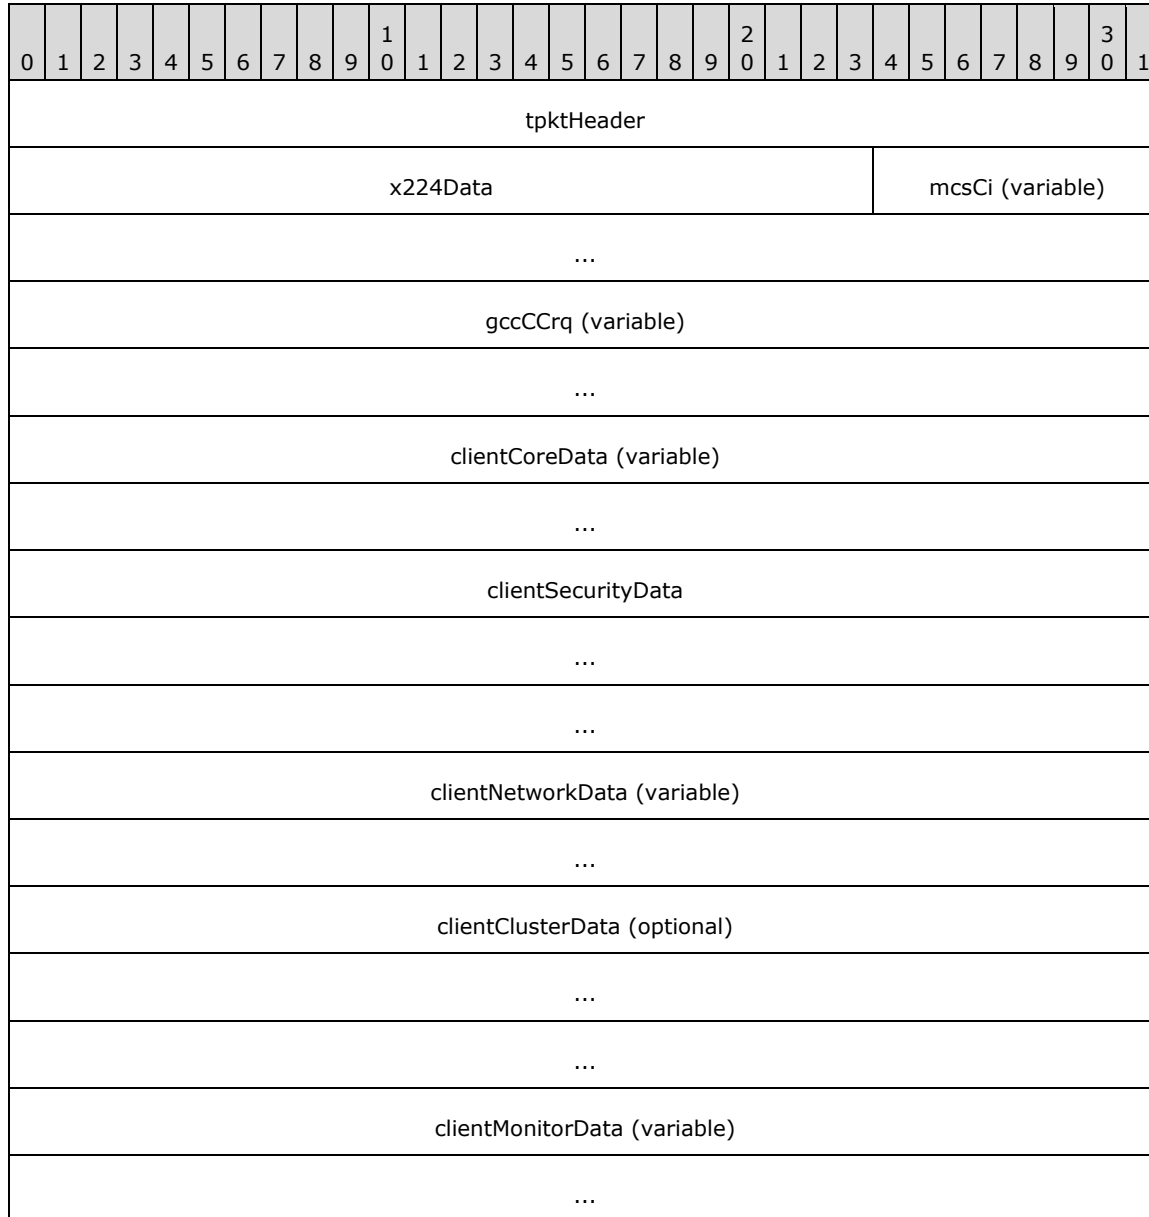 1 2 3
0 1 2 3 4 5 6 7 8 9 0 1 2 3 4 5 6 7 8 9 0 1 2 3 4 5 6 7 8 9 0 1
tpktHeader
x224Data mcsCi (variable)
...
gccCCrq (variable)
...
clientCoreData (variable)
...
clientSecurityData
...
...
clientNetworkData (variable)
...
clientClusterData (optional)
...
...
clientMonitorData (variable)
...